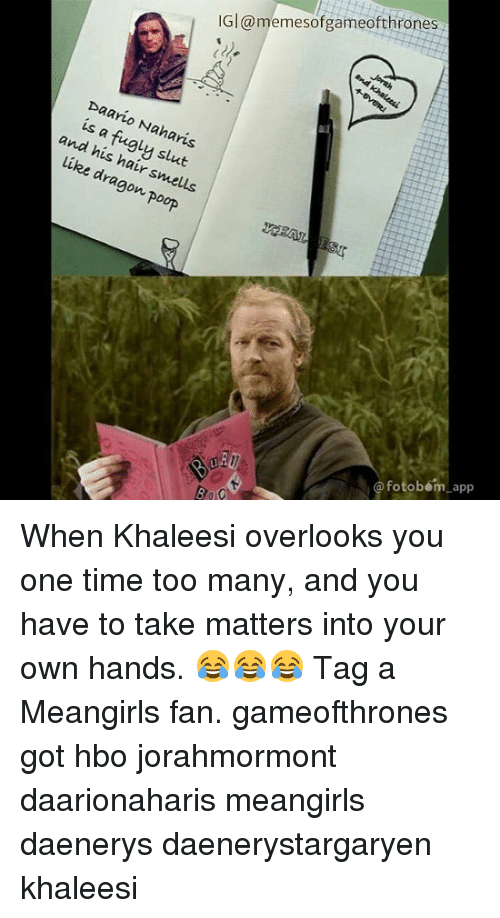 IG|@memesofgameofthrones
Jorah
and Khaleesi
4-EVER!
Daario Naharis
is a fugly slut
and his hair smells
like dragon poop
BURN
BOOK
@fotobom_app
When Khaleesi overlooks you
one time too many, and you
have to take matters into your
own hands. 😂😂😂 Tag a
Meangirls fan. gameofthrones
got hbo jorahmormont
daarionaharis meangirls
daenerys daenerystargaryen
khaleesi